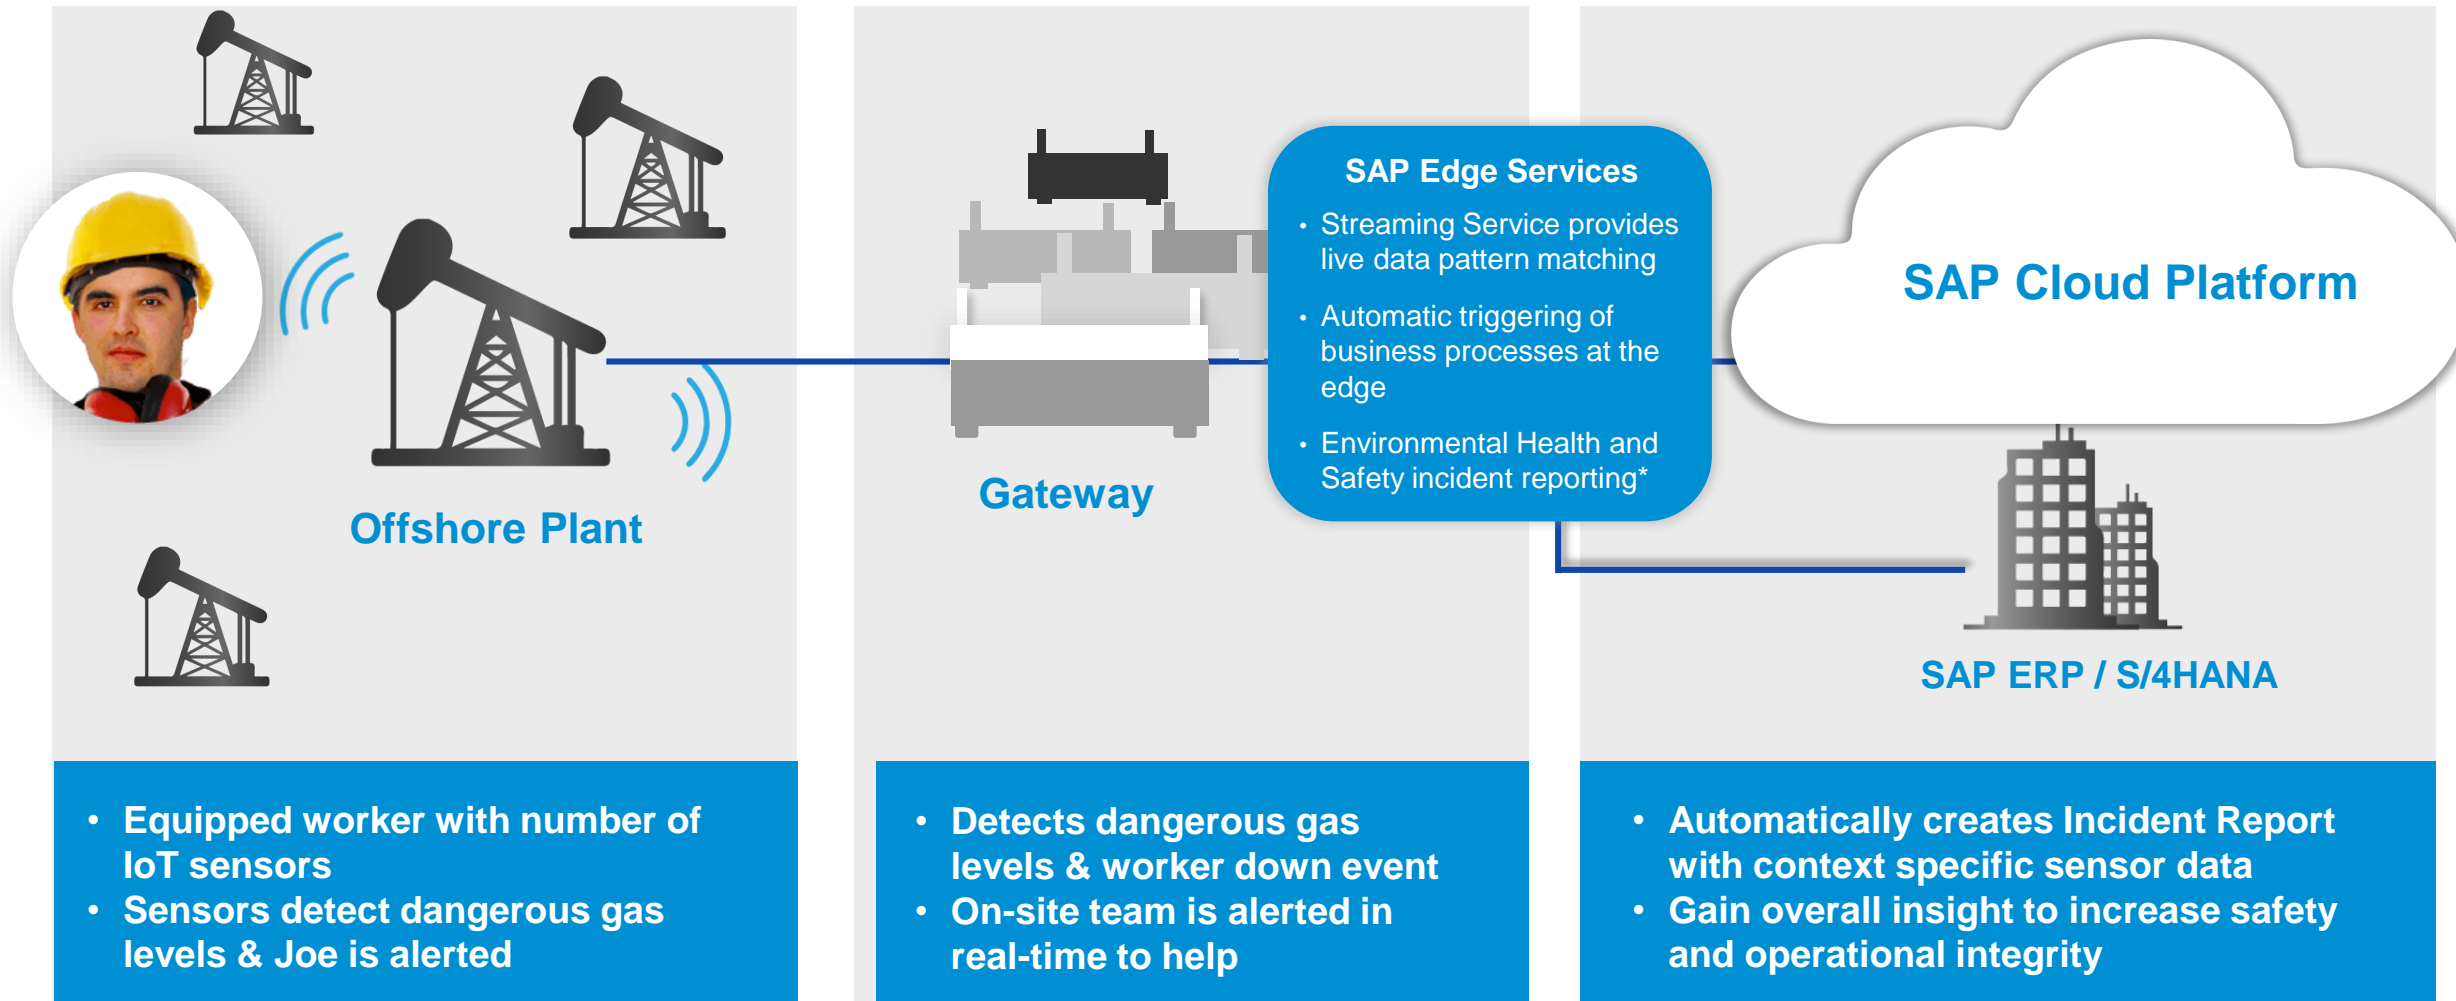 SAP Edge Services
• Streaming Service provides
live data pattern matching
• Automatic triggering of
business processes at the
edge
• Environmental Health and
Safety incident reporting*
SAP Cloud Platform
Gateway
Offshore Plant
SAP ERP / S/4HANA
• Equipped worker with number of
IoT sensors
• Sensors detect dangerous gas
levels & Joe is alerted
• Detects dangerous gas
levels & worker down event
• On-site team is alerted in
real-time to help
• Automatically creates Incident Report
with context specific sensor data
• Gain overall insight to increase safety
and operational integrity